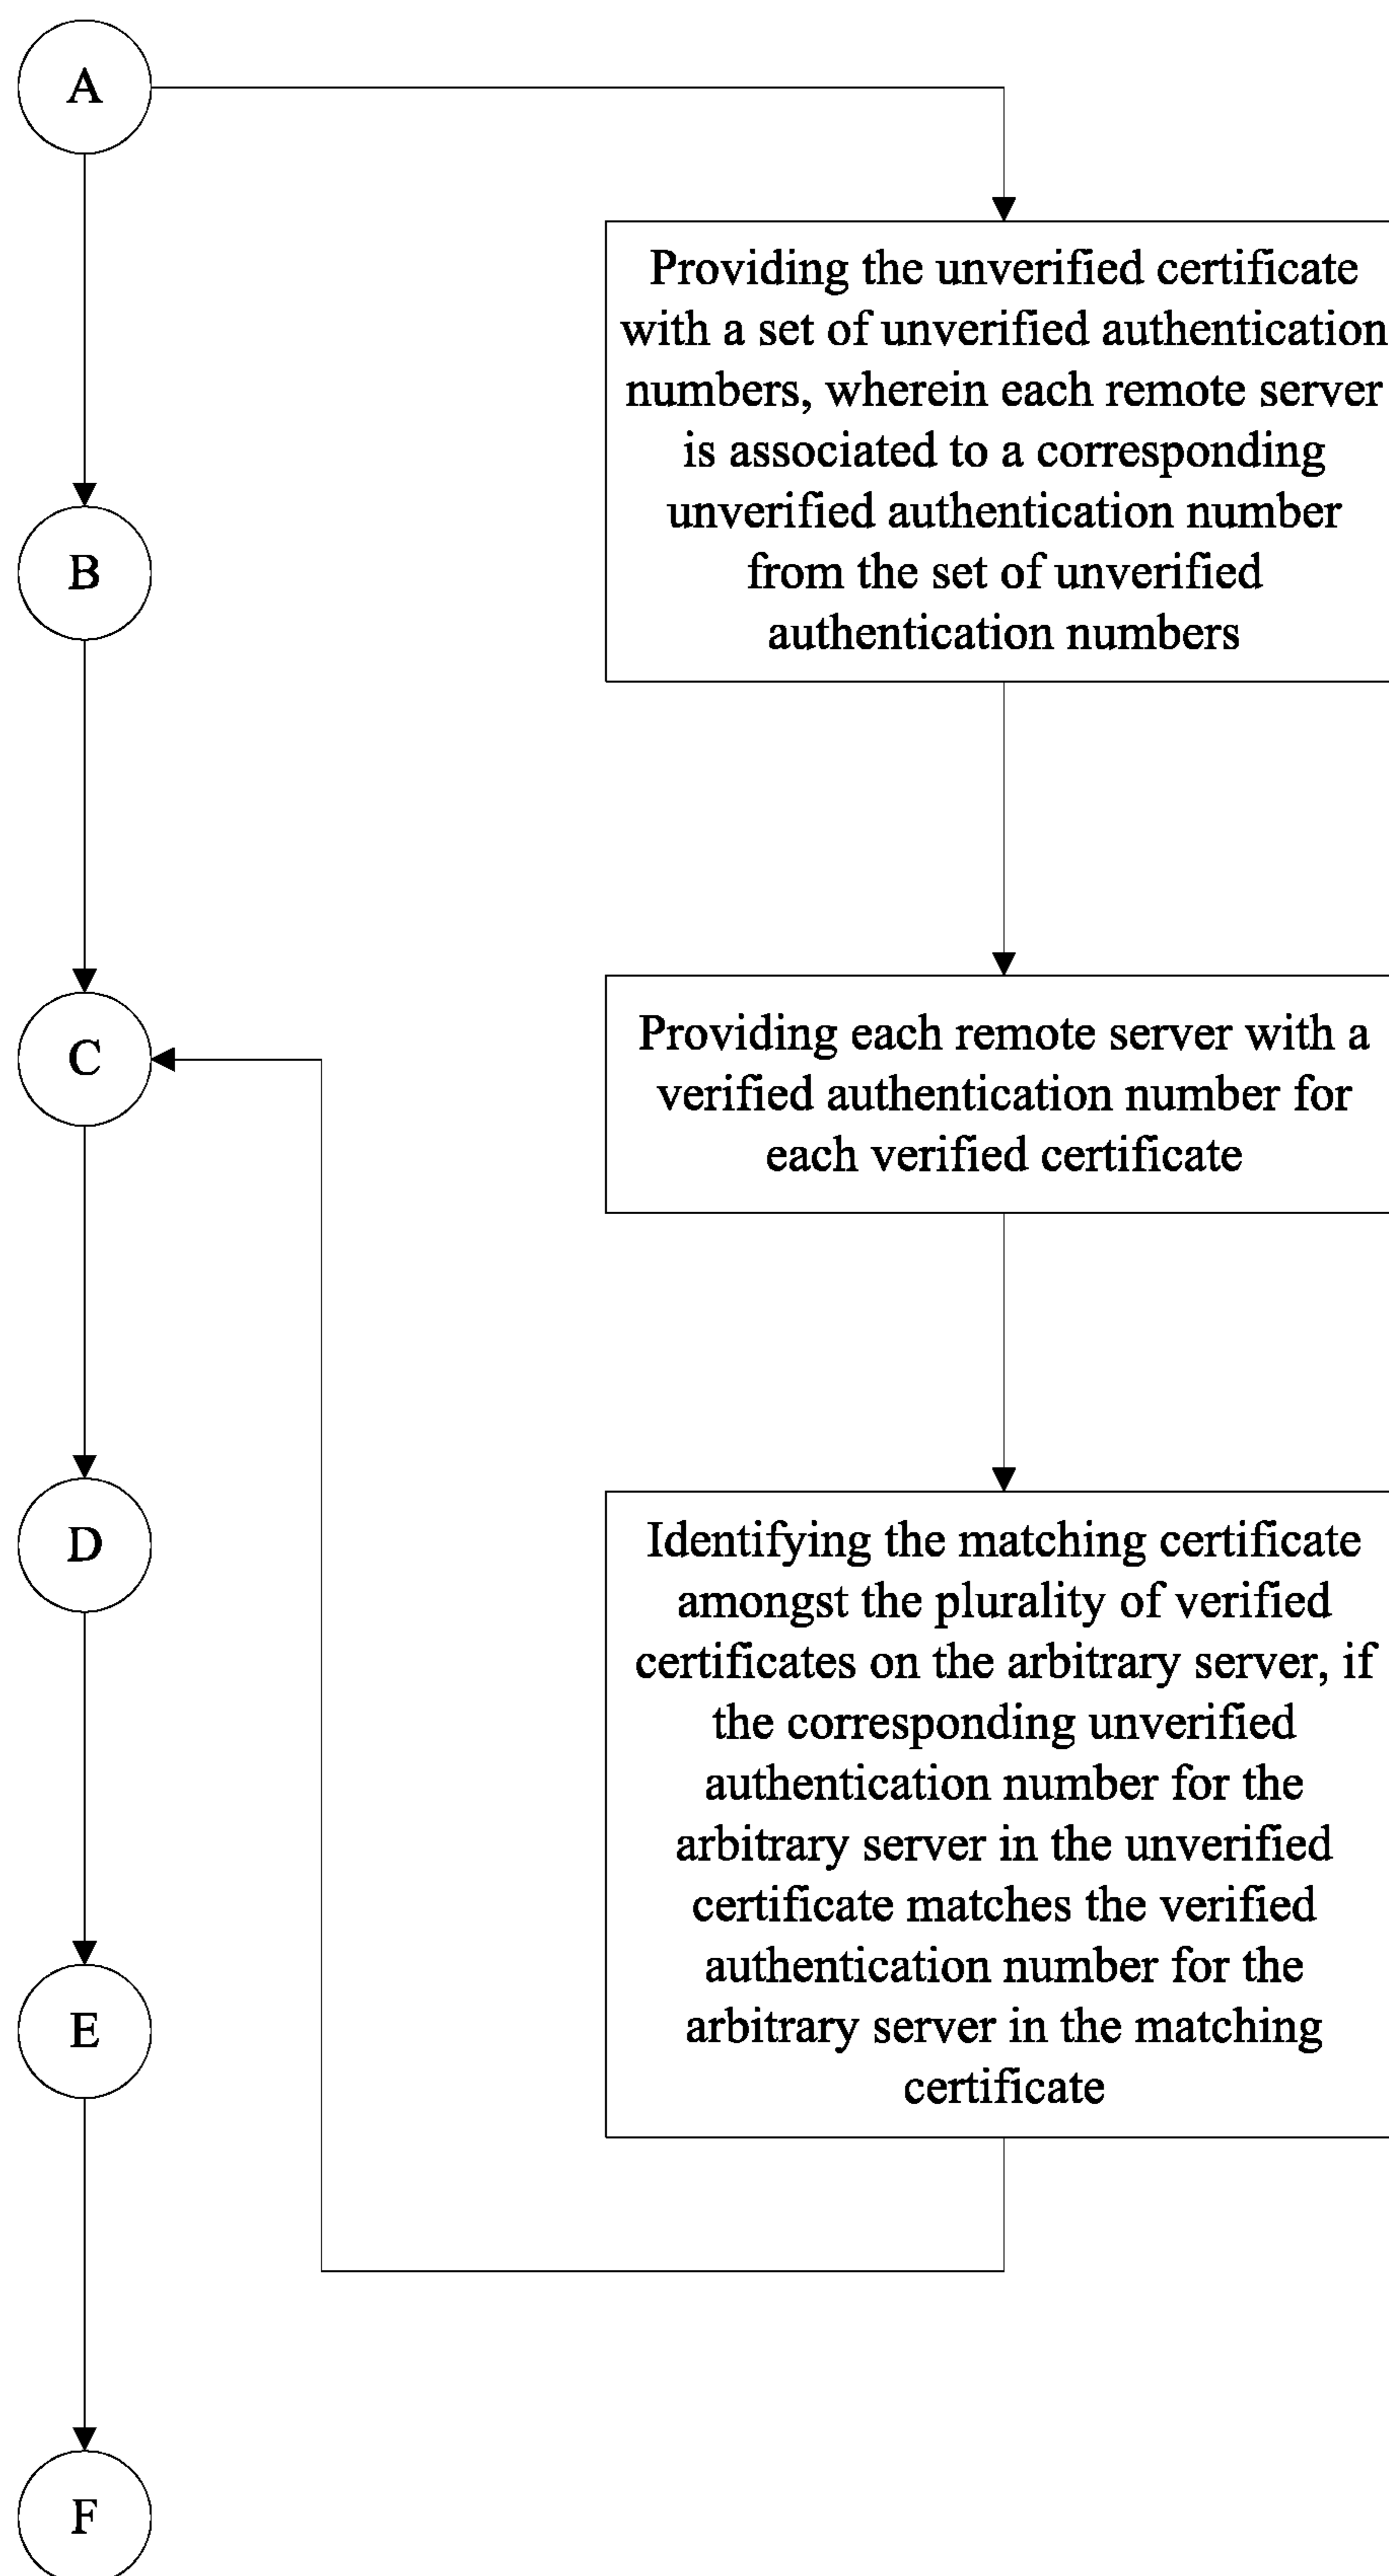 A
Providing the unverified certificate
with a set of unverified authentication
numbers, wherein each remote server
is associated to a corresponding
unverified authentication number
from the set of unverified
authentication numbers
B
Providing each remote server with a
verified authentication number for
each verified certificate
C
Identifying the matching certificate
amongst the plurality of verified
certificates on the arbitrary server, if
the corresponding unverified
authentication number for the
arbitrary server in the unverified
certificate matches the verified
authentication number for the
arbitrary server in the matching
certificate
D
E
F